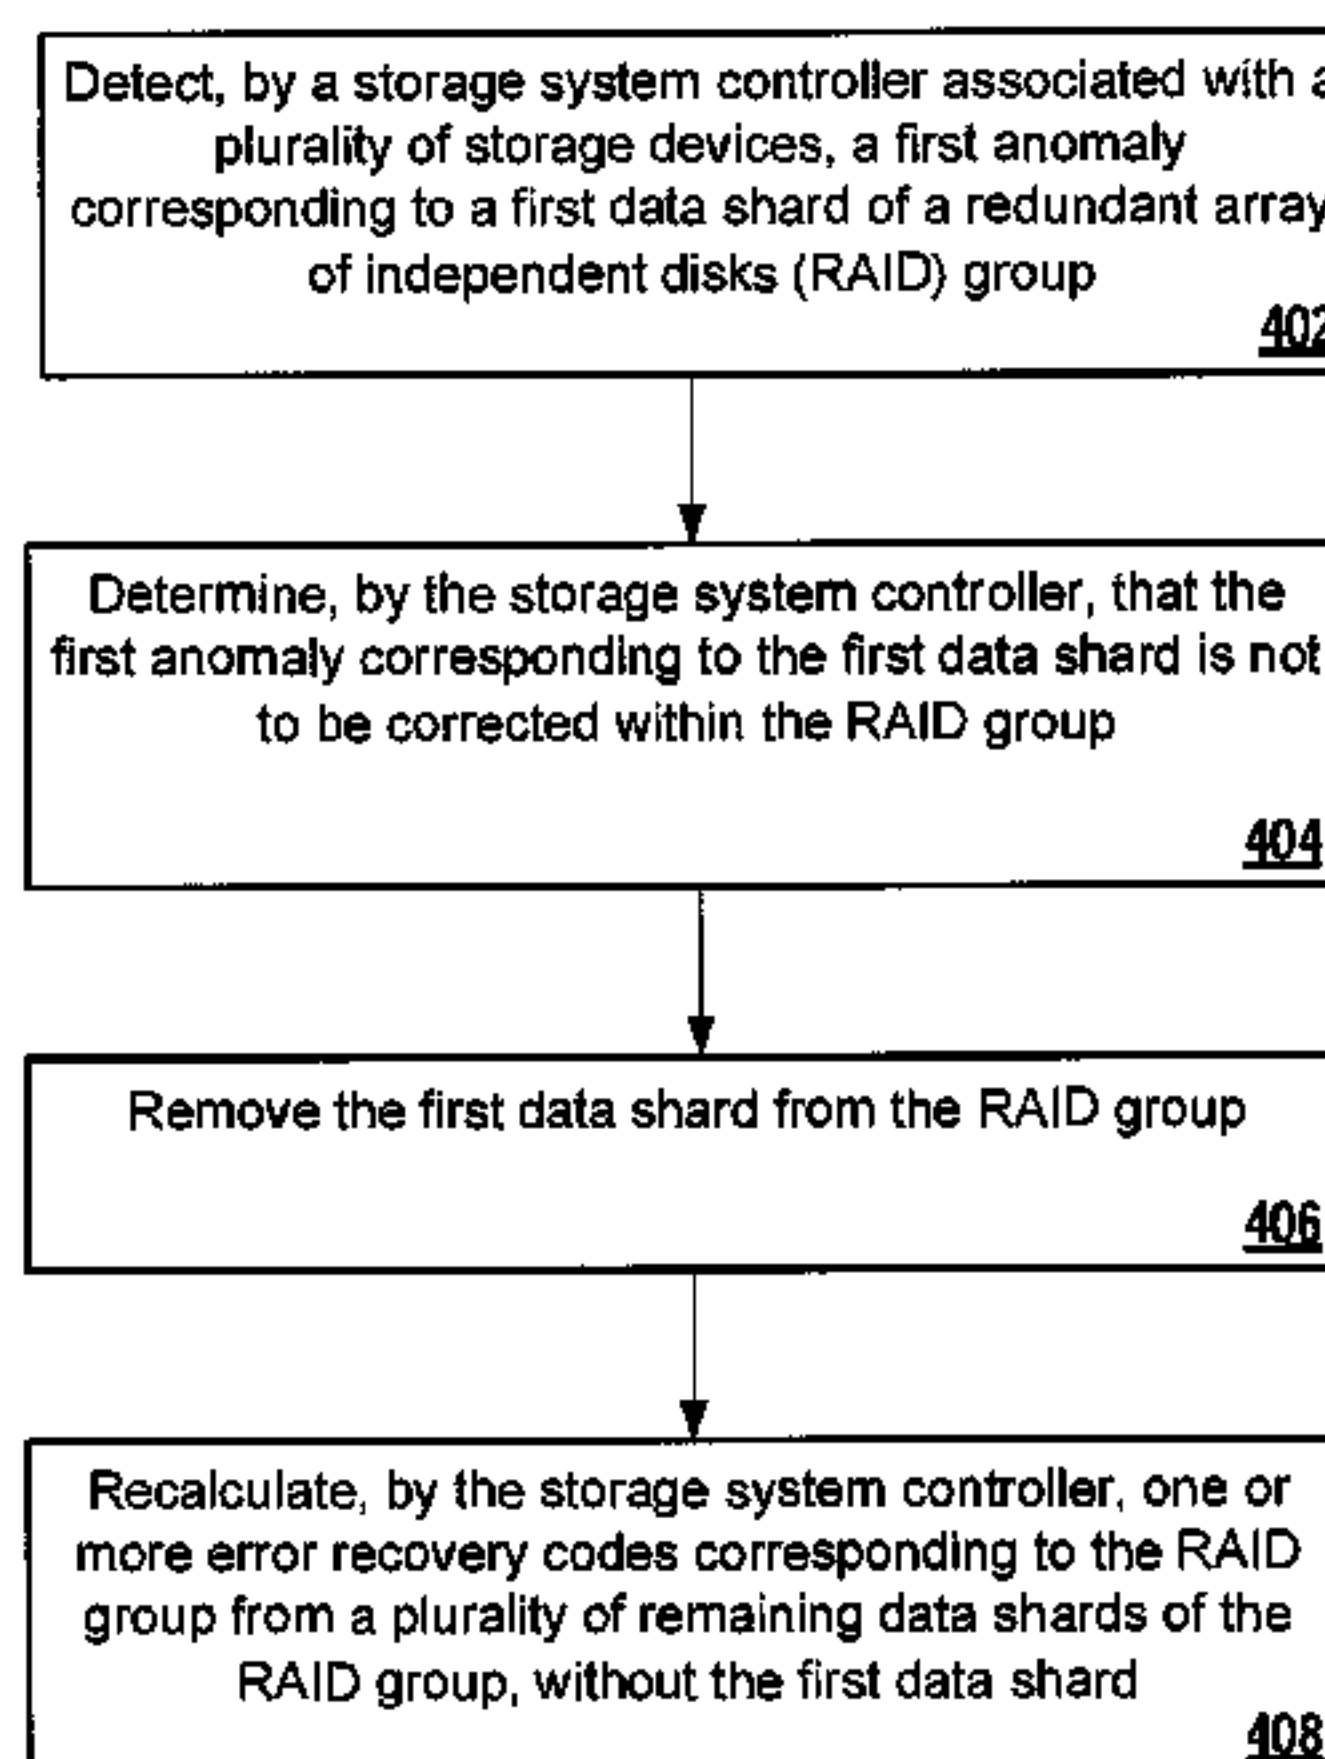 Detect, by a storage system controller associated with a
plurality of storage devices, a first anomaly
corresponding to a first data shard of a redundant array
of independent disks (RAID) group
402
Determine, by the storage system controller, that the
first anomaly corresponding to the first data shard is not
to be corrected within the RAID group
404
Remove the first data shard from the RAID group
406
Recalculate, by the storage system controller, one or
more error recovery codes corresponding to the RAID
group from a plurality of remaining data shards of the
RAID group, without the first data shard
408